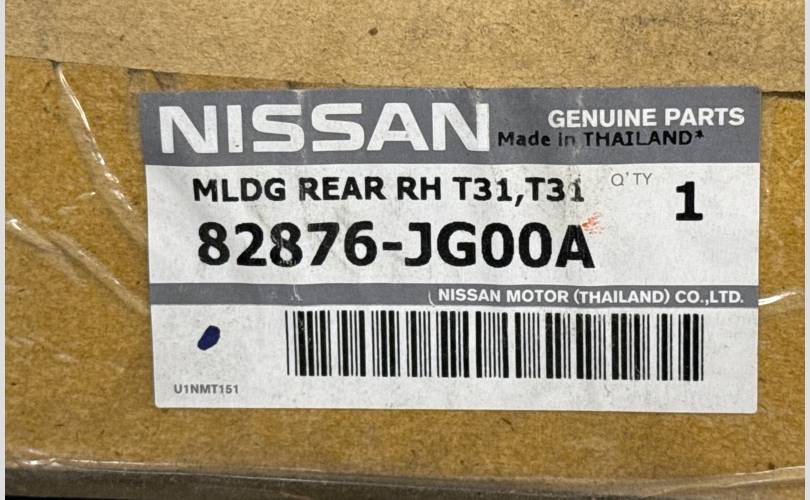 NISSAN GENUINE PARTS
Made in THAILAND*
MLDG REAR RH T31,T31 Q'TY 1
82876-JG00A
NISSAN MOTOR (THAILAND) CO.,LTD.
U1NMT151